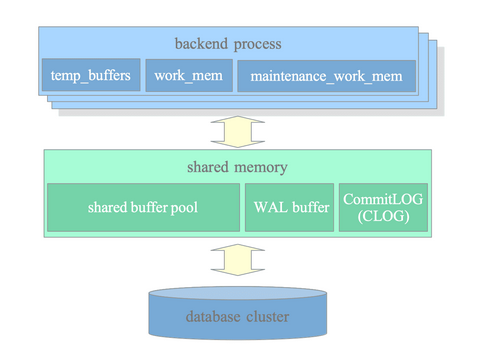 backend process
temp_buffers work_mem maintenance_work_mem
shared memory
shared buffer pool WAL buffer CommitLOG
(CLOG)
database cluster